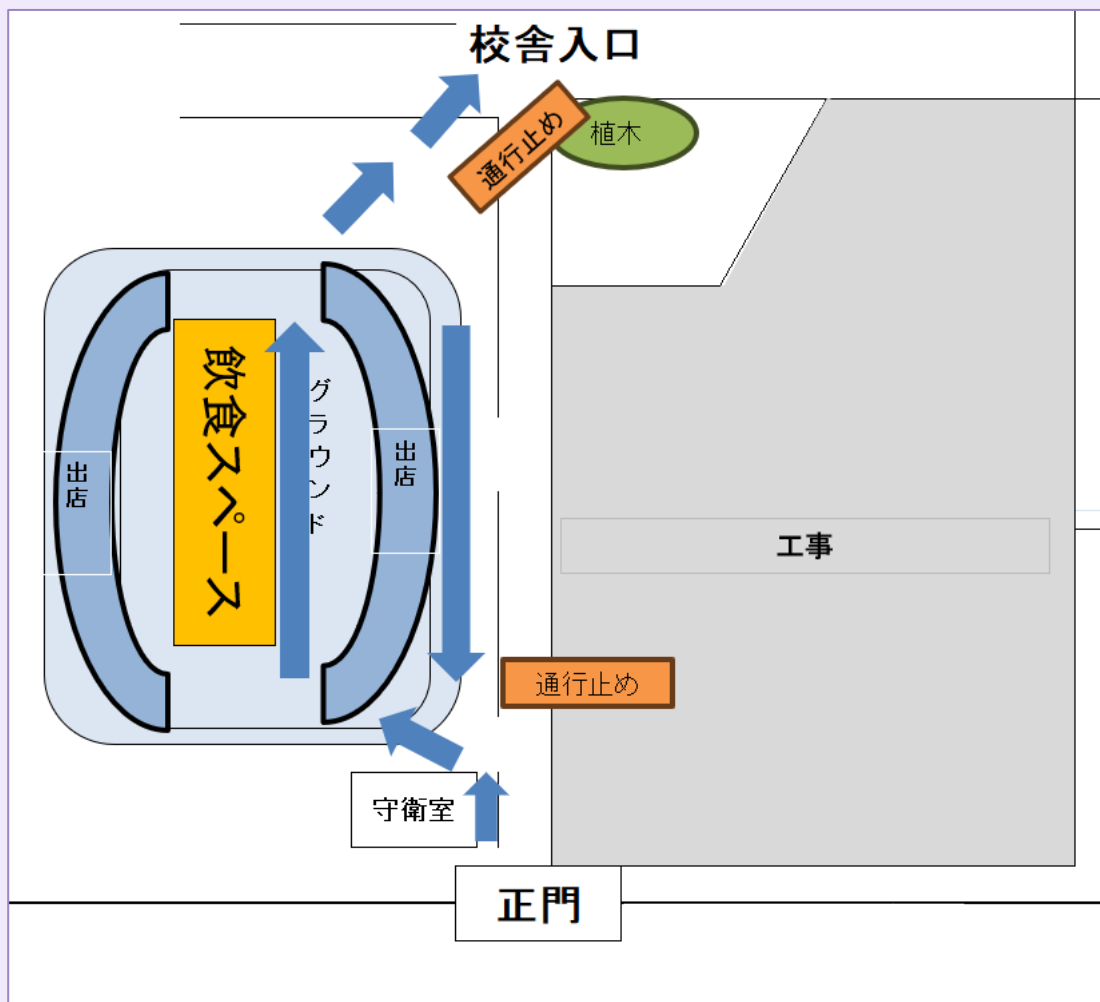 校舎入口
通行止め
植木
飲食スペース
グラウンド
出店
出店
工事
通行止め
守衛室
正門